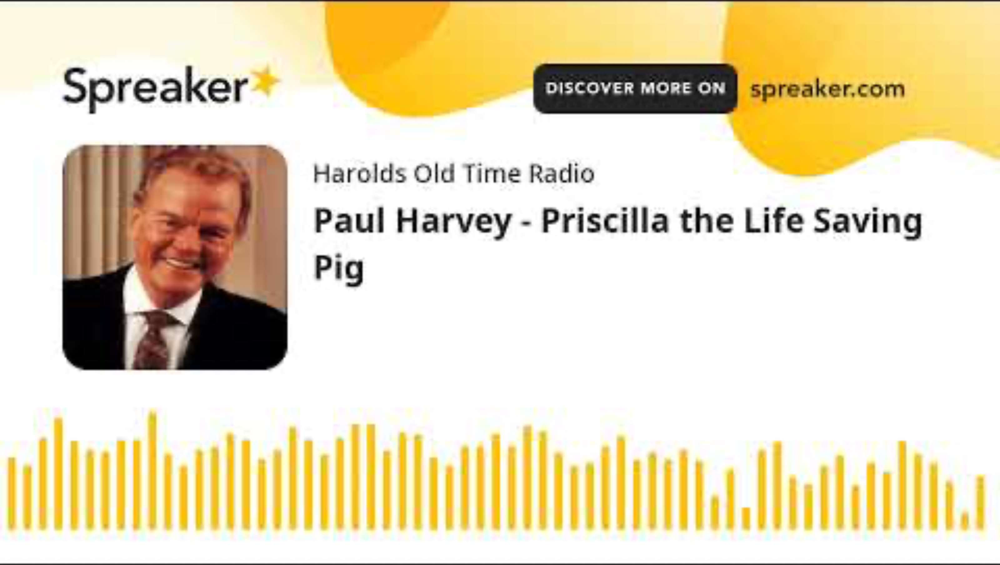 Spreaker
DISCOVER MORE ON spreaker.com
Harolds Old Time Radio
Paul Harvey - Priscilla the Life Saving
Pig